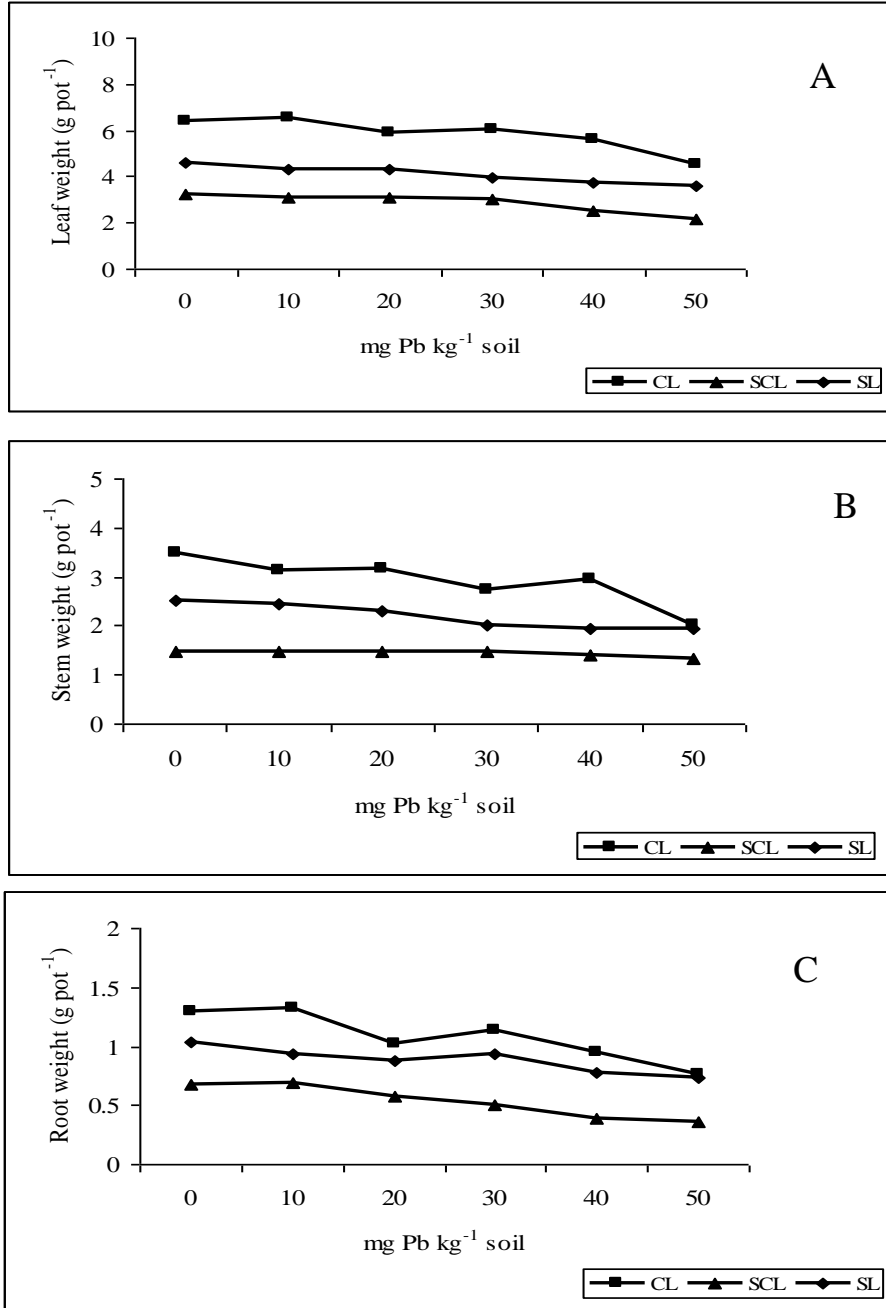 A
Leaf weight (g pot⁻¹)
10
8
6
4
2
0
0 10 20 30 40 50
mg Pb kg⁻¹ soil
CL SCL SL
B
Stem weight (g pot⁻¹)
5
4
3
2
1
0
0 10 20 30 40 50
mg Pb kg⁻¹ soil
CL SCL SL
C
Root weight (g pot⁻¹)
2
1.5
1
0.5
0
0 10 20 30 40 50
mg Pb kg⁻¹ soil
CL SCL SL